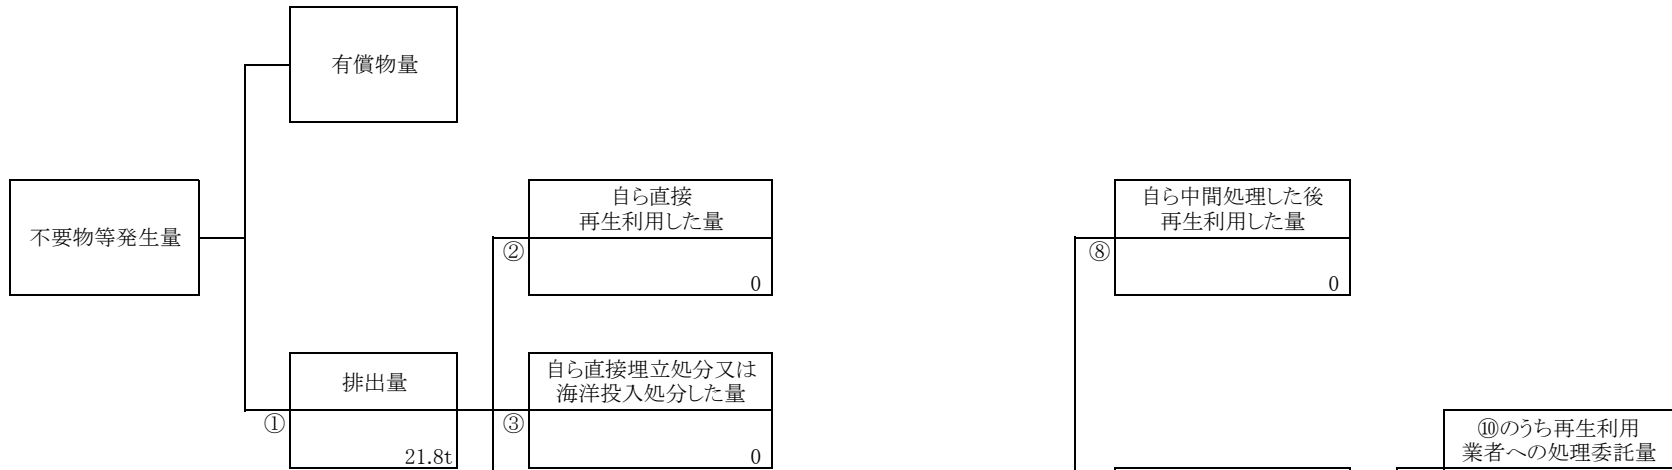 有償物量
不要物等発生量
自ら直接
再生利用した量
②
0
自ら中間処理した後
再生利用した量
⑧
0
排出量
①
21.8t
自ら直接埋立処分又は
海洋投入処分した量
③
0
⑩のうち再生利用
業者への処理委託量